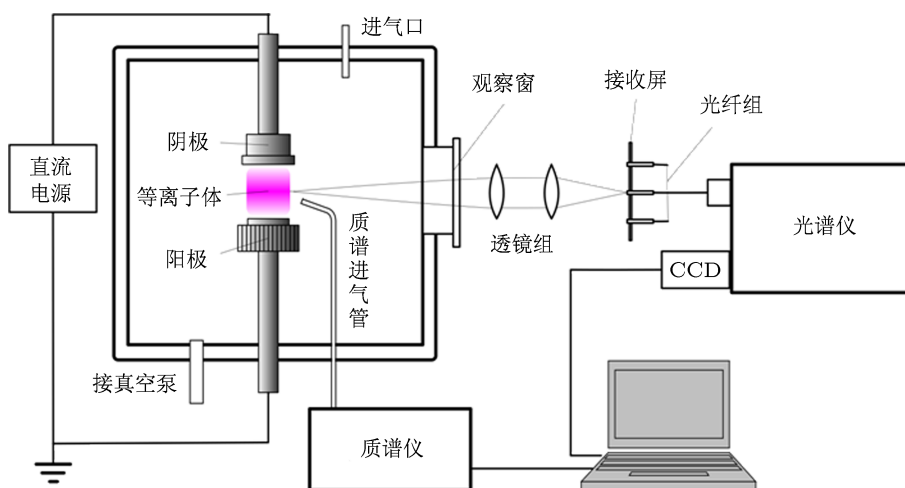 进气口
观察窗
接收屏
光纤组
阴极
直流
电源
等离子体
阳极
质谱进气管
透镜组
光谱仪
CCD
接真空泵
质谱仪